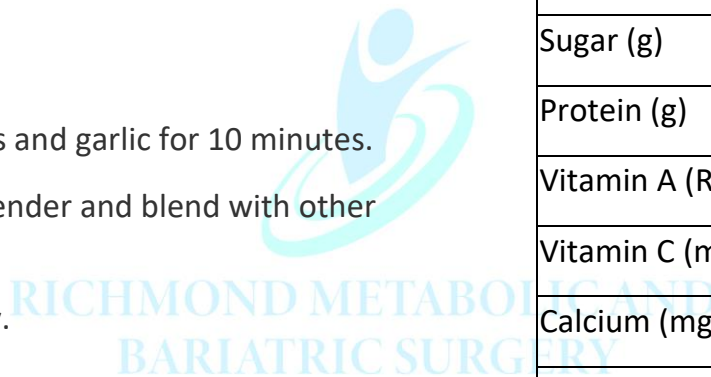 s and garlic for 10 minutes.
ender and blend with other
.
RICHMOND METABOLIC AND
BARIATRIC SURGERY
Sugar (g)
Protein (g)
Vitamin A (R
Vitamin C (m
Calcium (mg